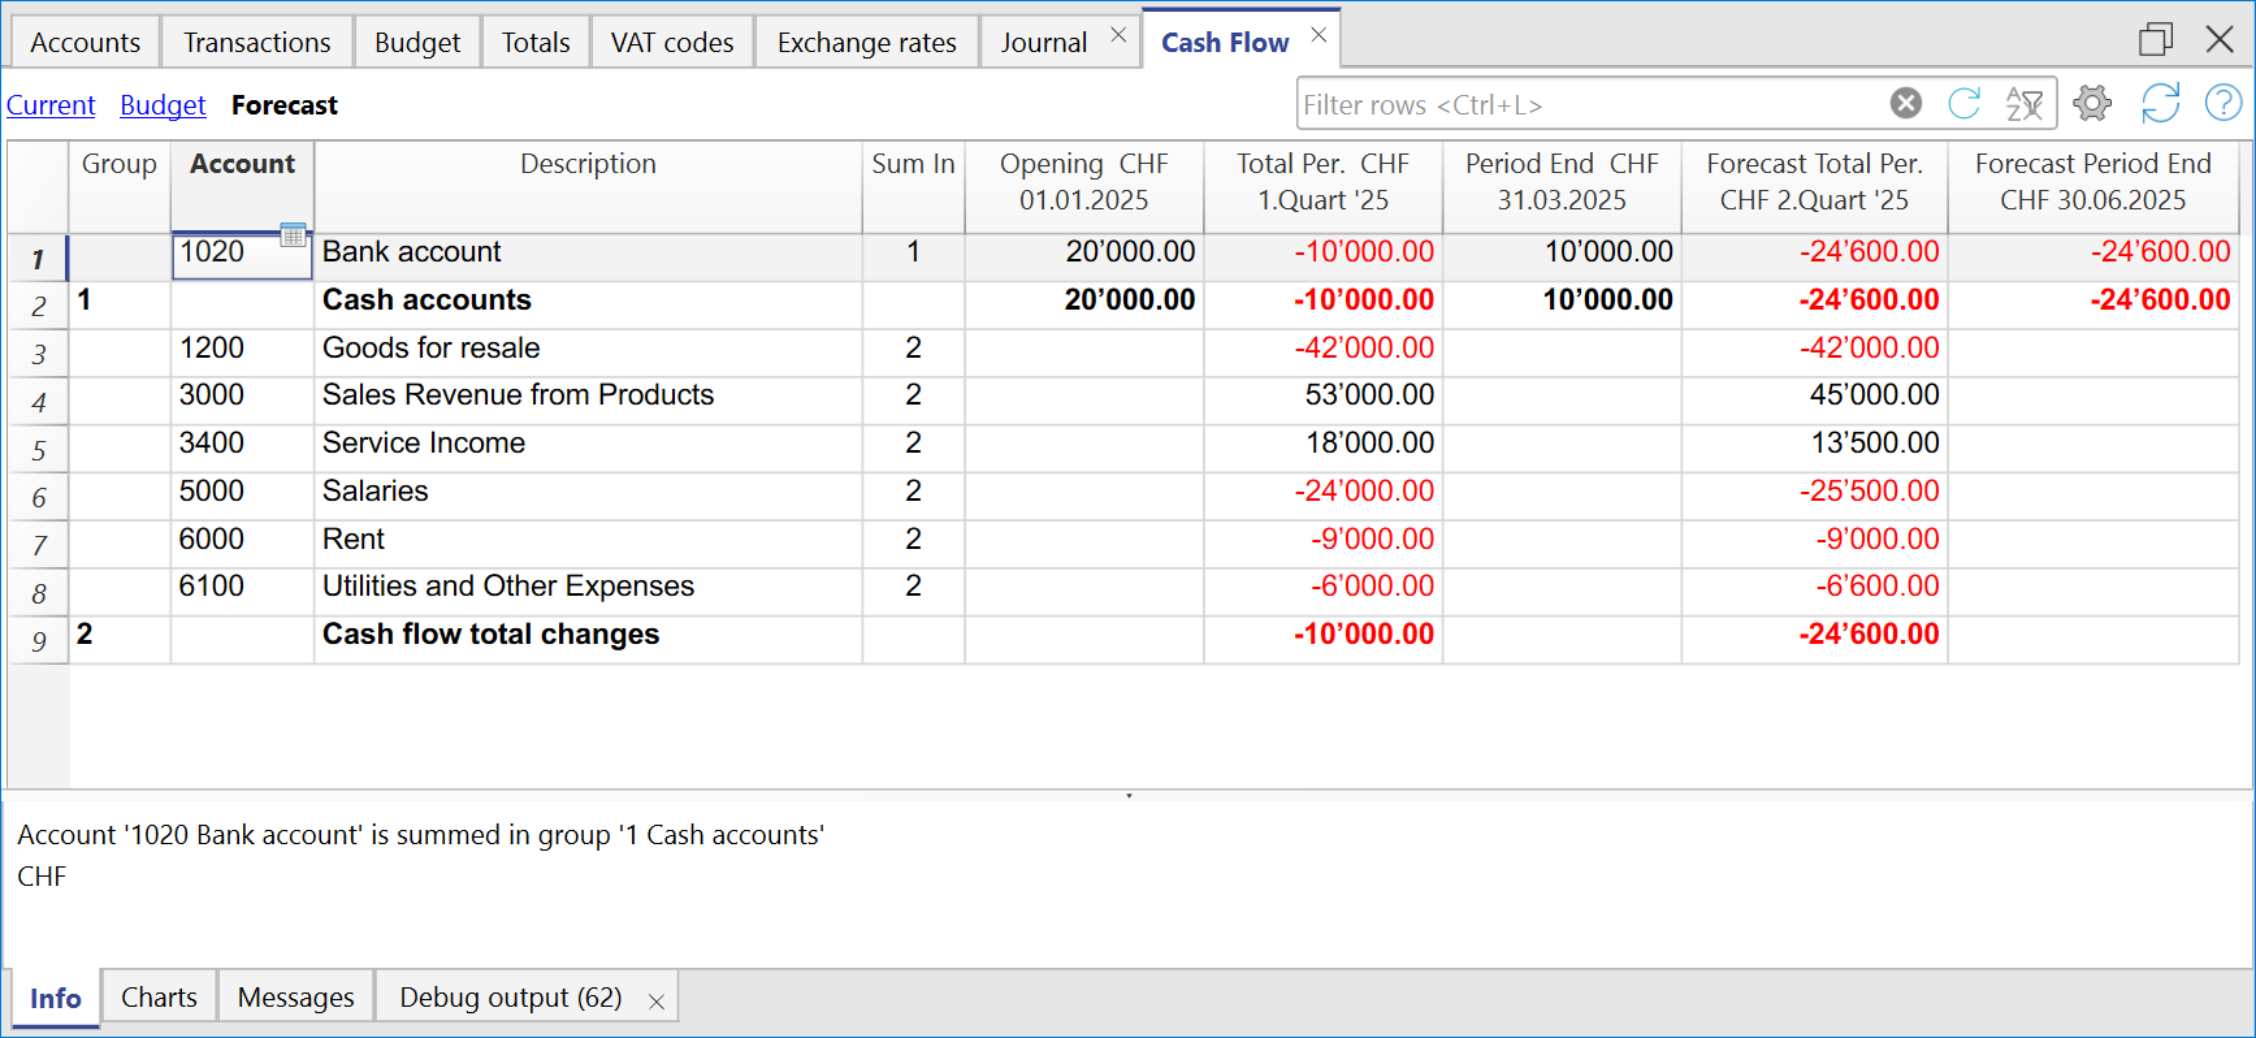 Accounts Transactions Budget Totals VAT codes Exchange rates Journal Cash Flow
Current Budget Forecast Filter rows <Ctrl+L>
Group Account Description Sum In Opening CHF Total Per. CHF Period End CHF Forecast Total Per. Forecast Period End
01.01.2025 1.Quart '25 31.03.2025 CHF 2.Quart '25 CHF 30.06.2025
1 1020 Bank account 1 20’000.00 -10’000.00 10’000.00 -24’600.00 -24’600.00
2 1 Cash accounts 20’000.00 -10’000.00 10’000.00 -24’600.00 -24’600.00
3 1200 Goods for resale 2 -42’000.00 -42’000.00
4 3000 Sales Revenue from Products 2 53’000.00 45’000.00
5 3400 Service Income 2 18’000.00 13’500.00
6 5000 Salaries 2 -24’000.00 -25’500.00
7 6000 Rent 2 -9’000.00 -9’000.00
8 6100 Utilities and Other Expenses 2 -6’000.00 -6’600.00
9 2 Cash flow total changes -10’000.00 -24’600.00
Account '1020 Bank account' is summed in group '1 Cash accounts'
CHF
Info Charts Messages Debug output (62)